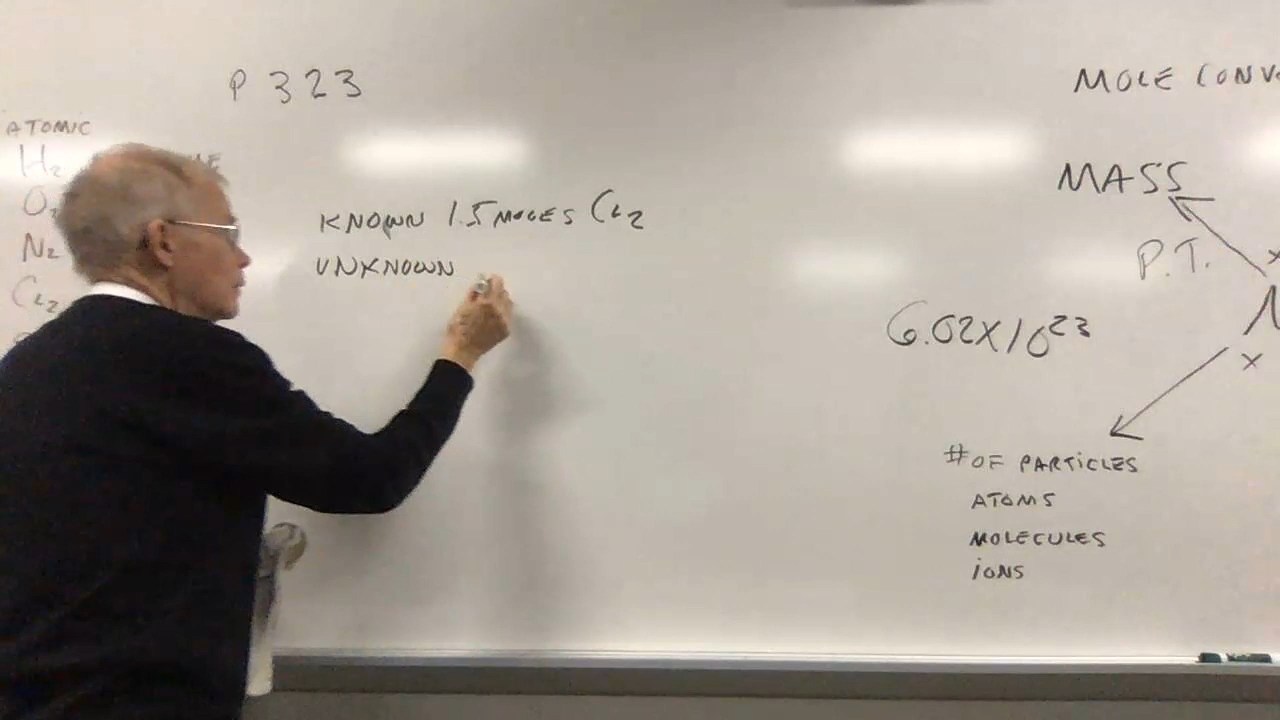 P 323
MOLE CONV
ATOMIC
H₂
O₂
N₂
CL₂
KNOWN 1.5 MOLES CL₂
UNKNOWN
MASS
P.T.
6.02X10²³
X
# OF PARTICLES
ATOMS
MOLECULES
IONS